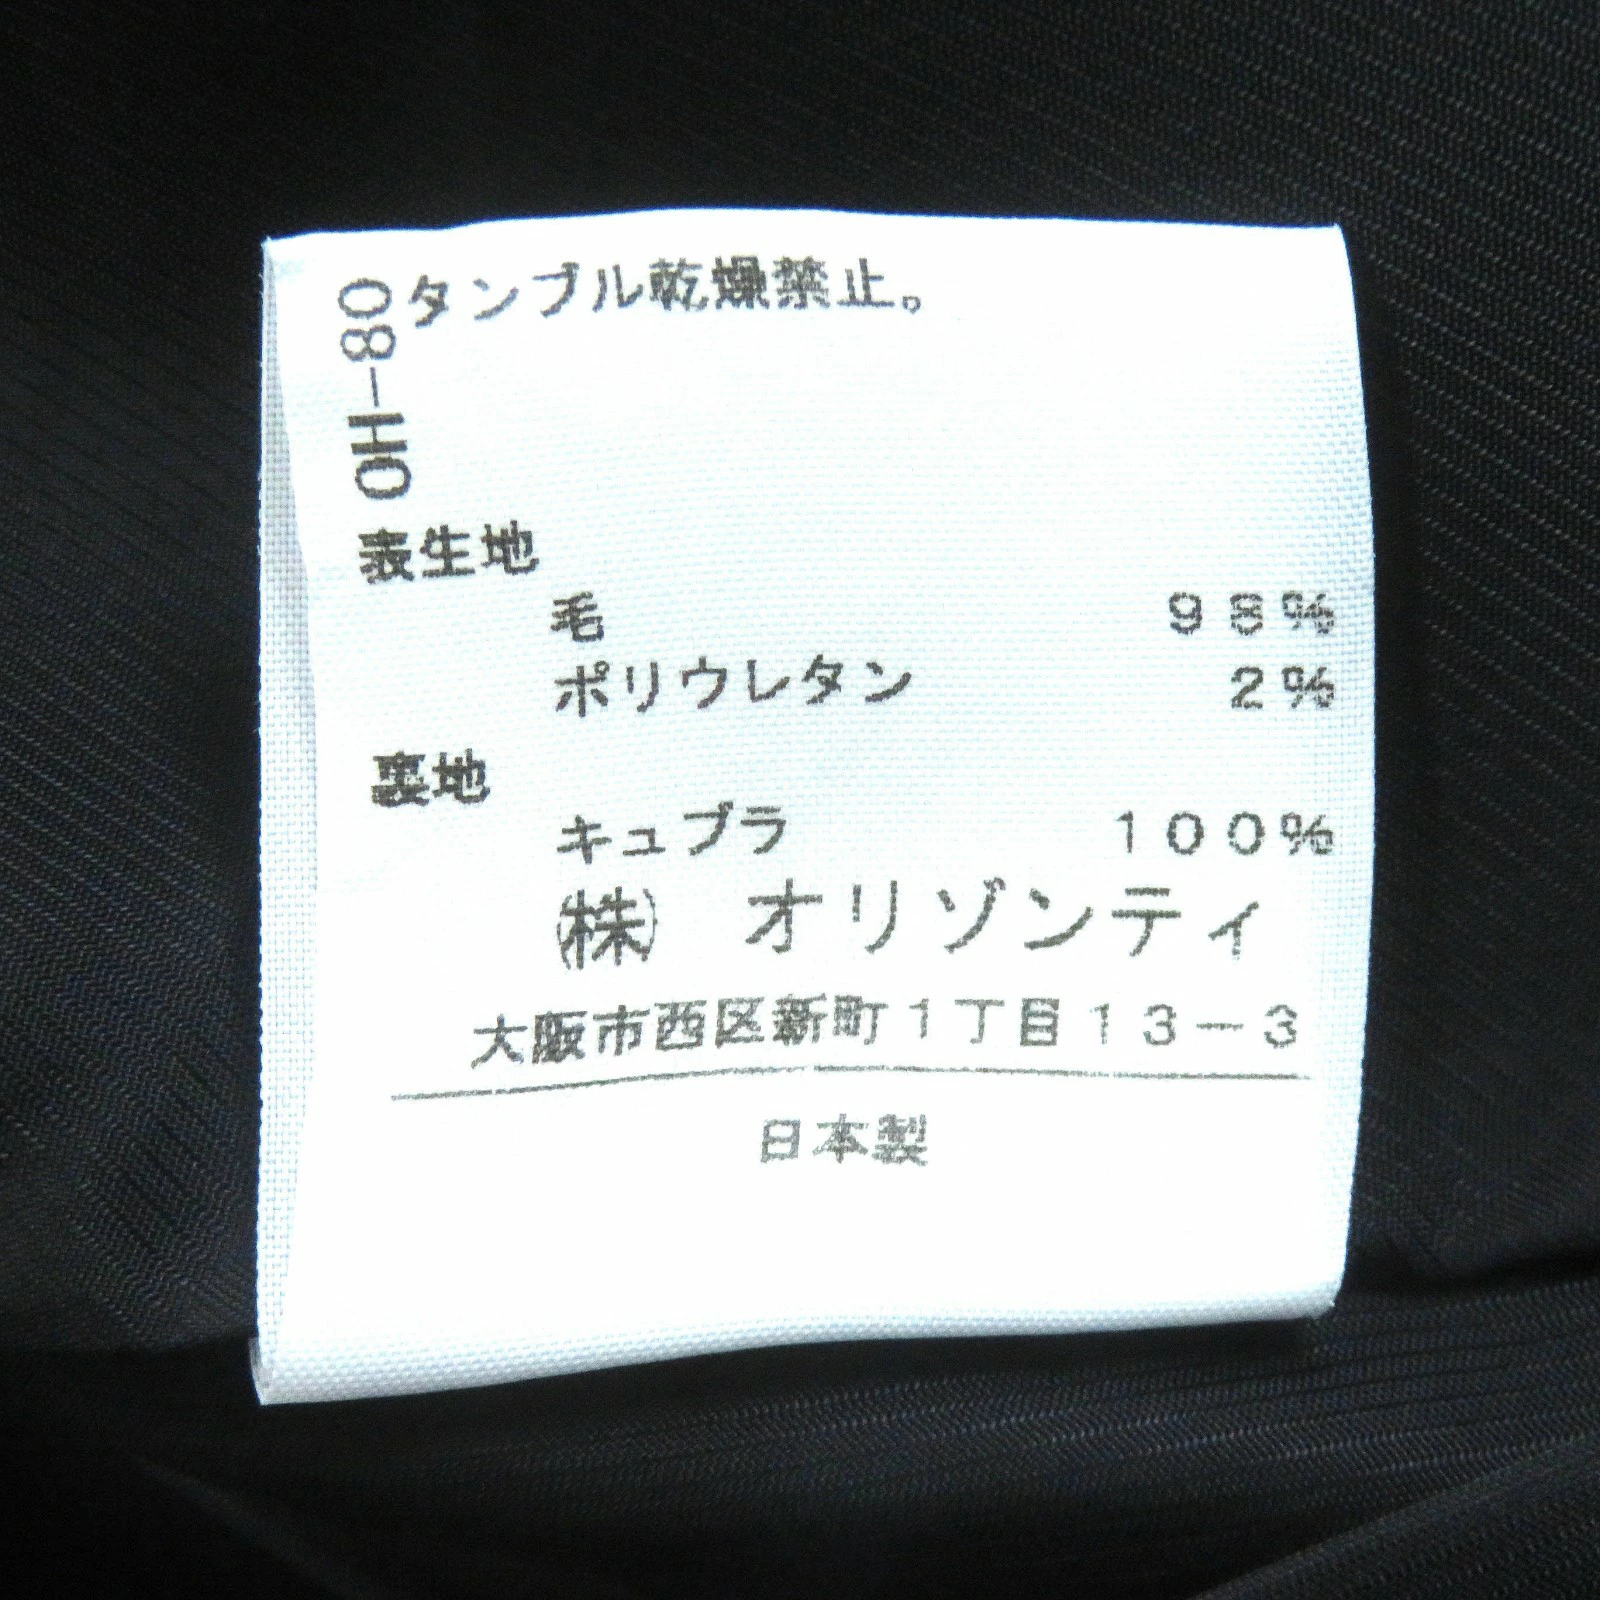 タンブル乾燥禁止。
OH-80
表生地
毛 98%
ポリウレタン 2%
裏地
キュプラ 100%
㈱ オリゾンティ
大阪市西区新町1丁目13-3
日本製